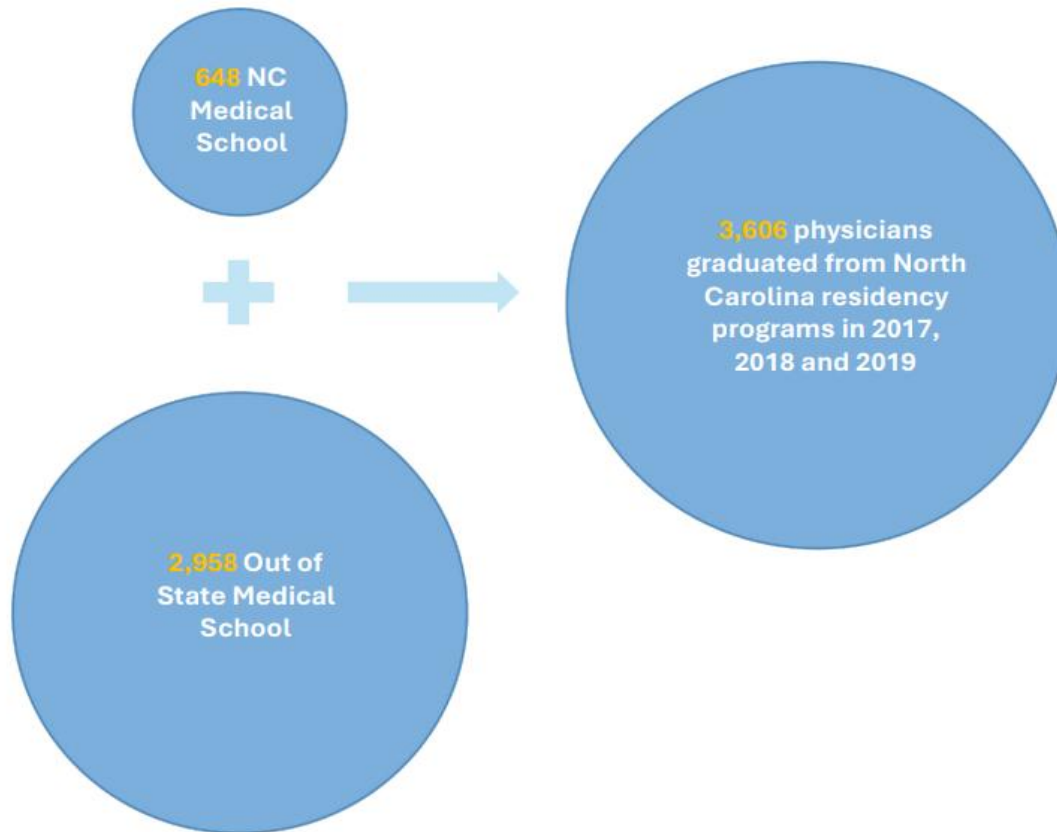 648 NC
Medical
School
2,958 Out of
State Medical
School
3,606 physicians
graduated from North
Carolina residency
programs in 2017,
2018 and 2019